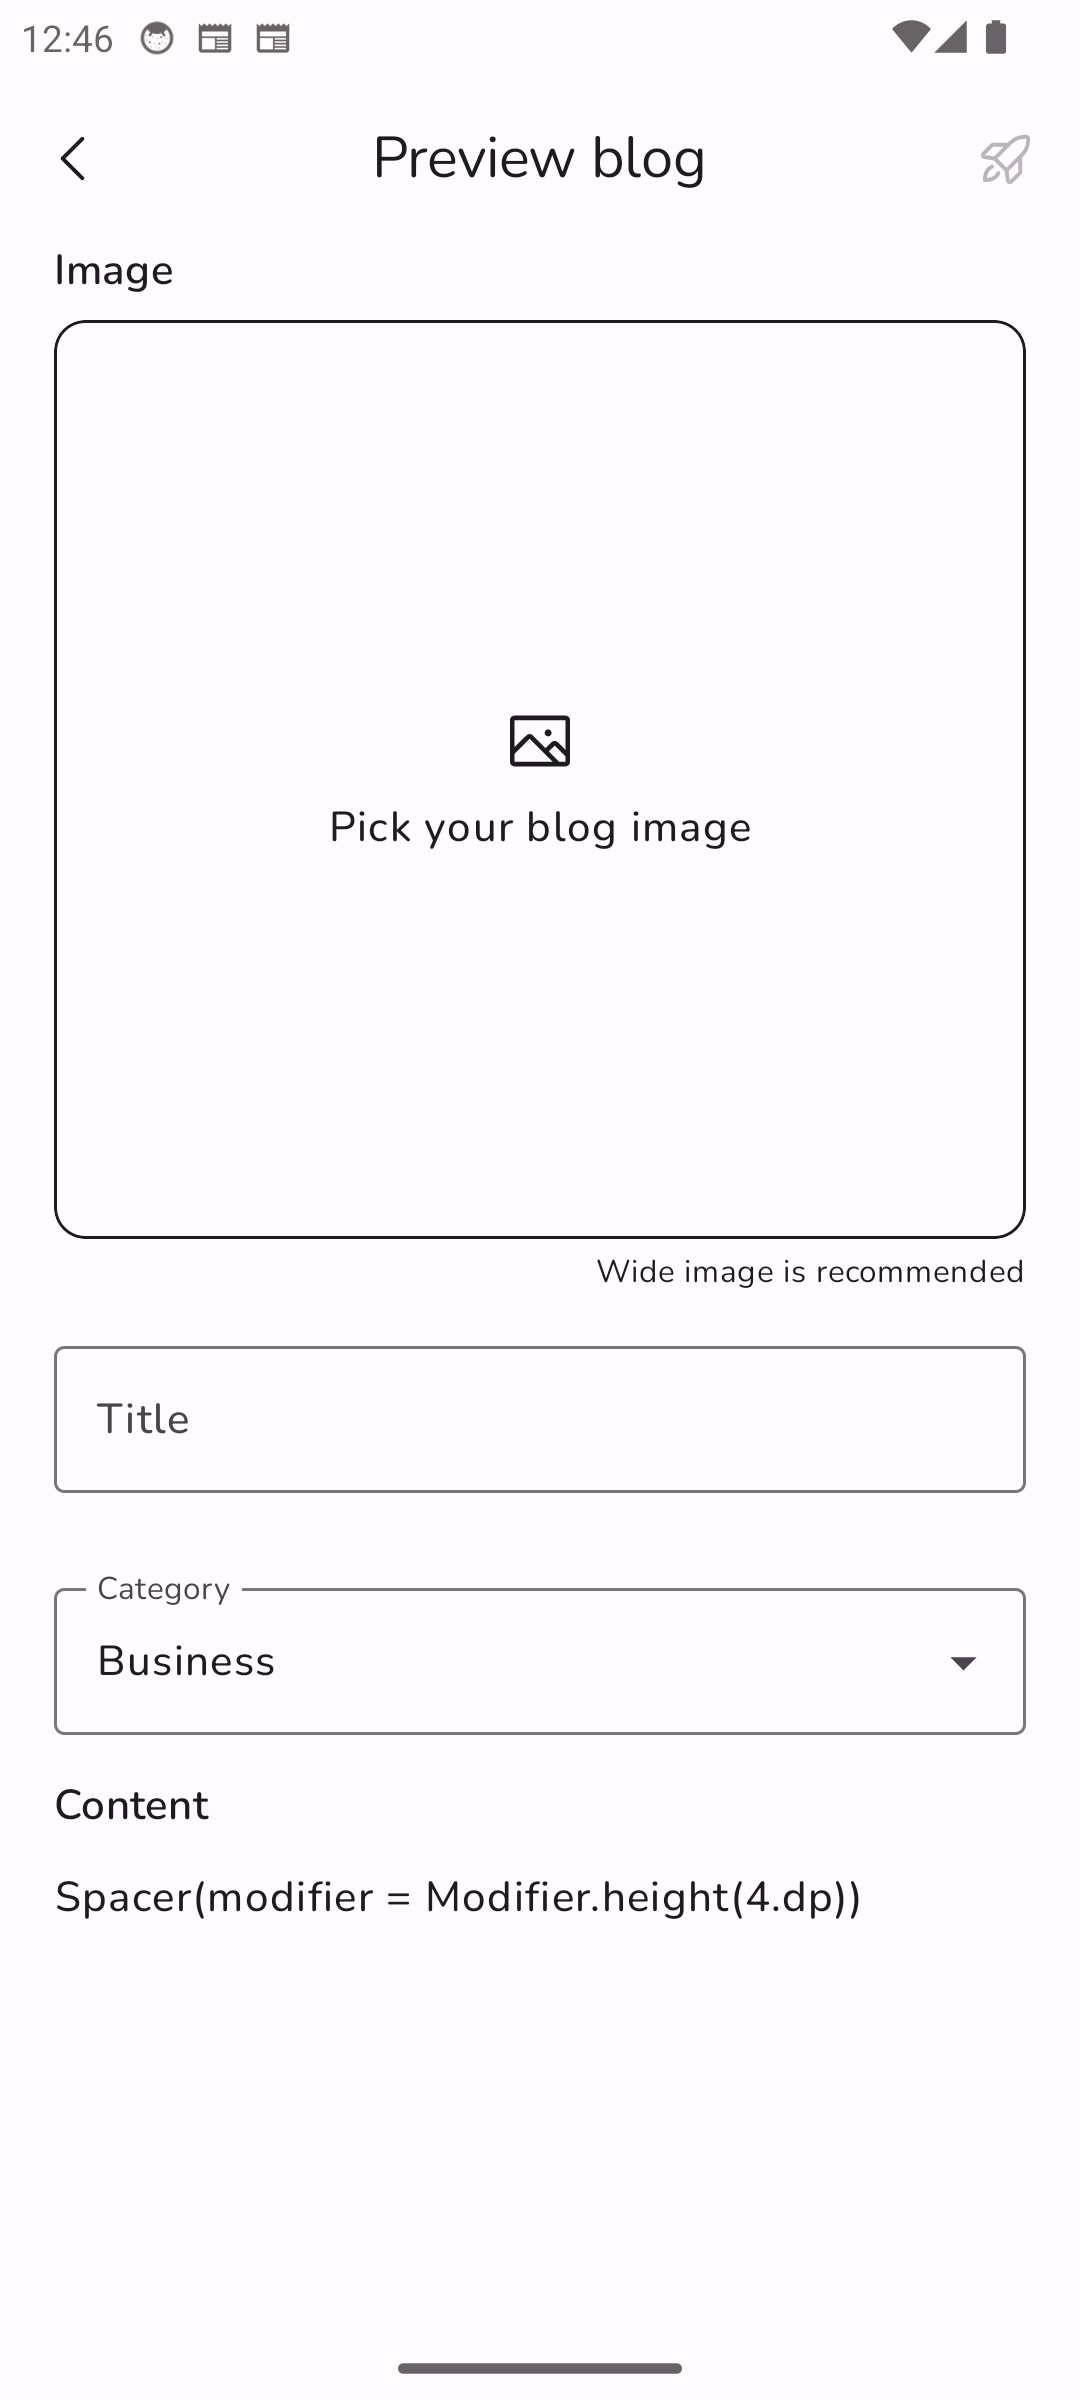 12:46
Preview blog
Image
Pick your blog image
Wide image is recommended
Title
Category
Business
Content
Spacer(modifier = Modifier.height(4.dp))